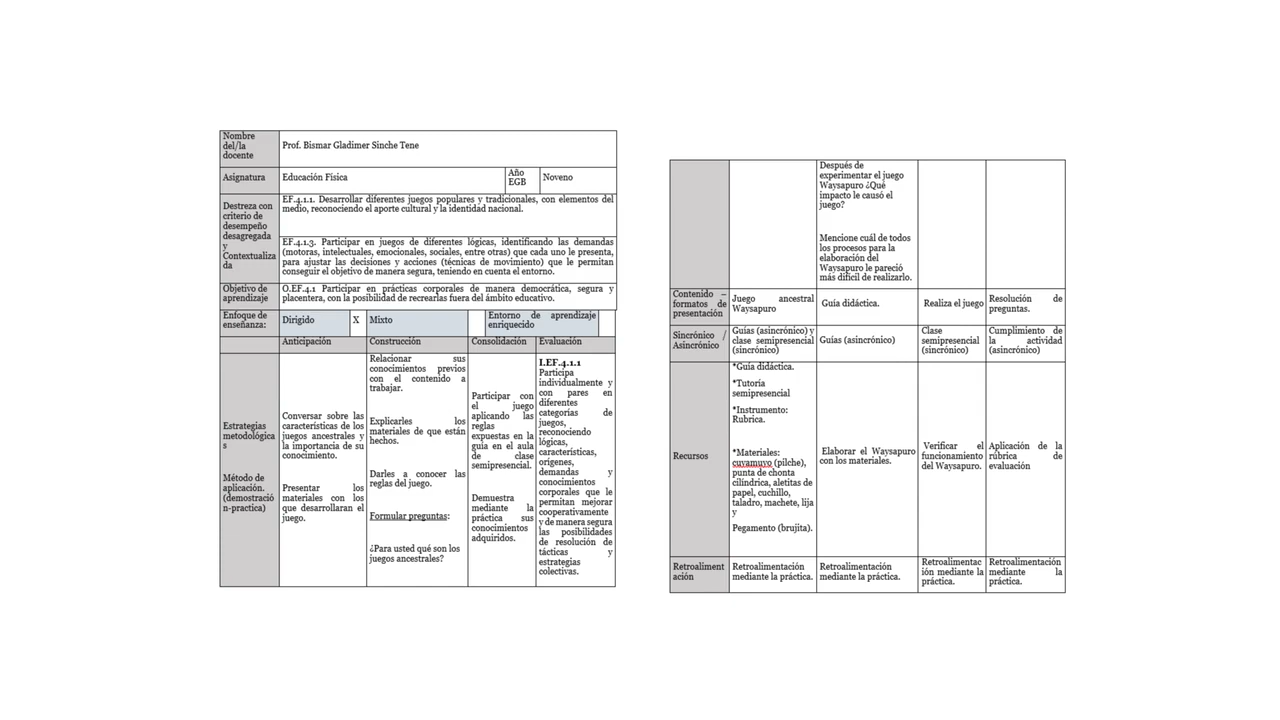 Nombre
del/la
docente
Prof. Bismar Gladimer Sinche Tene
Asignatura
Educación Física
Año
EGB
Noveno
Destreza con
criterio de
desempeño
desagregada
y
Contextualiza
da
EF.4.1.1. Desarrollar diferentes juegos populares y tradicionales, con elementos del
medio, reconociendo el aporte cultural y la identidad nacional.
EF.4.1.3. Participar en juegos de diferentes lógicas, identificando las demandas
(motoras, intelectuales, emocionales, sociales, entre otras) que cada uno le presenta,
para ajustar las decisiones y acciones (técnicas de movimiento) que le permitan
conseguir el objetivo de manera segura, teniendo en cuenta el entorno.
Objetivo de
aprendizaje
O.EF.4.1 Participar en prácticas corporales de manera democrática, segura y
placentera, con la posibilidad de recrearlas fuera del ámbito educativo.
Enfoque de
enseñanza:
Dirigido
X
Mixto
Entorno de aprendizaje
enriquecido
Anticipación
Construcción
Consolidación
Evaluación
Estrategias
metodológica
s
Método de
aplicación.
(demostració
n-practica)
Conversar sobre las
características de los
juegos ancestrales y
la importancia de su
conocimiento.
Presentar los
materiales con los
que desarrollaran el
juego.
Relacionar sus
conocimientos previos
con el contenido a
trabajar.
Explicarles los
materiales de que están
hechos.
Darles a conocer las
reglas del juego.
Formular preguntas:
¿Para usted qué son los
juegos ancestrales?
Participar con
el juego
aplicando las
reglas
expuestas en la
guía en el aula
de clase
semipresencial.
Demuestra
mediante la
práctica sus
conocimientos
adquiridos.
I.EF.4.1.1
Participa
individualmente y
con pares en
diferentes
categorías de
juegos,
reconociendo
lógicas,
características,
orígenes,
demandas y
conocimientos
corporales que le
permitan mejorar
cooperativamente
y de manera segura
las posibilidades
de resolución de
tácticas y
estrategias
colectivas.
Después de
experimentar el juego
Waysapuro ¿Qué
impacto le causó el
juego?
Mencione cuál de todos
los procesos para la
elaboración del
Waysapuro le pareció
más difícil de realizarlo.
Contenido –
formatos de
presentación
Juego ancestral
Waysapuro
Guía didáctica.
Realiza el juego
Resolución de
preguntas.
Sincrónico /
Asincrónico
Guías (asincrónico) y
clase semipresencial
(sincrónico)
Guías (asincrónico)
Clase
semipresencial
(sincrónico)
Cumplimiento de
la actividad
(asincrónico)
Recursos
*Guía didáctica.
*Tutoría
semipresencial
*Instrumento:
Rubrica.
*Materiales:
cuyamuyo (pilche),
punta de chonta
cilíndrica, aletitas de
papel, cuchillo,
taladro, machete, lija
y
Pegamento (brujita).
Elaborar el Waysapuro
con los materiales.
Verificar el
funcionamiento
del Waysapuro.
Aplicación de la
rúbrica de
evaluación
Retroaliment
ación
Retroalimentación
mediante la práctica.
Retroalimentación
mediante la práctica.
Retroalimentac
ión mediante la
práctica.
Retroalimentación
mediante la
práctica.